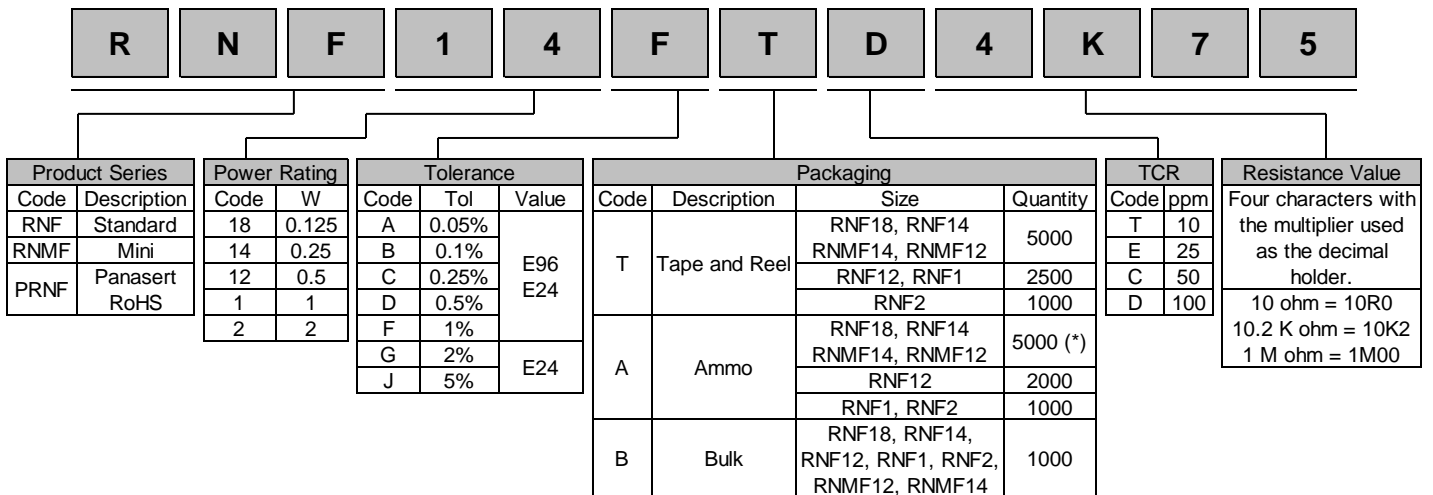 R N F 1 4 F T D 4 K 7 5
Product Series
Code Description
RNF Standard
RNMF Mini
PRNF Panasert
RoHS
Power Rating
Code W
18 0.125
14 0.25
12 0.5
1 1
2 2
Tolerance
Code Tol Value
A 0.05%
B 0.1%
C 0.25%
D 0.5%
F 1%
E96
E24
G 2%
J 5%
E24
Packaging
Code Description Size Quantity
T Tape and Reel
RNF18, RNF14
RNMF14, RNMF12
5000
RNF12, RNF1 2500
RNF2 1000
A Ammo
RNF18, RNF14
RNMF14, RNMF12
5000 (*)
RNF12 2000
RNF1, RNF2 1000
B Bulk
RNF18, RNF14,
RNF12, RNF1, RNF2,
RNMF12, RNMF14
1000
TCR
Code ppm
T 10
E 25
C 50
D 100
Resistance Value
Four characters with
the multiplier used
as the decimal
holder.
10 ohm = 10R0
10.2 K ohm = 10K2
1 M ohm = 1M00